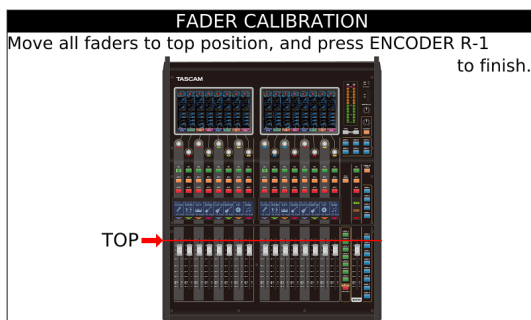 FADER CALIBRATION
Move all faders to top position, and press ENCODER R-1
to finish.
TASCAM
TOP